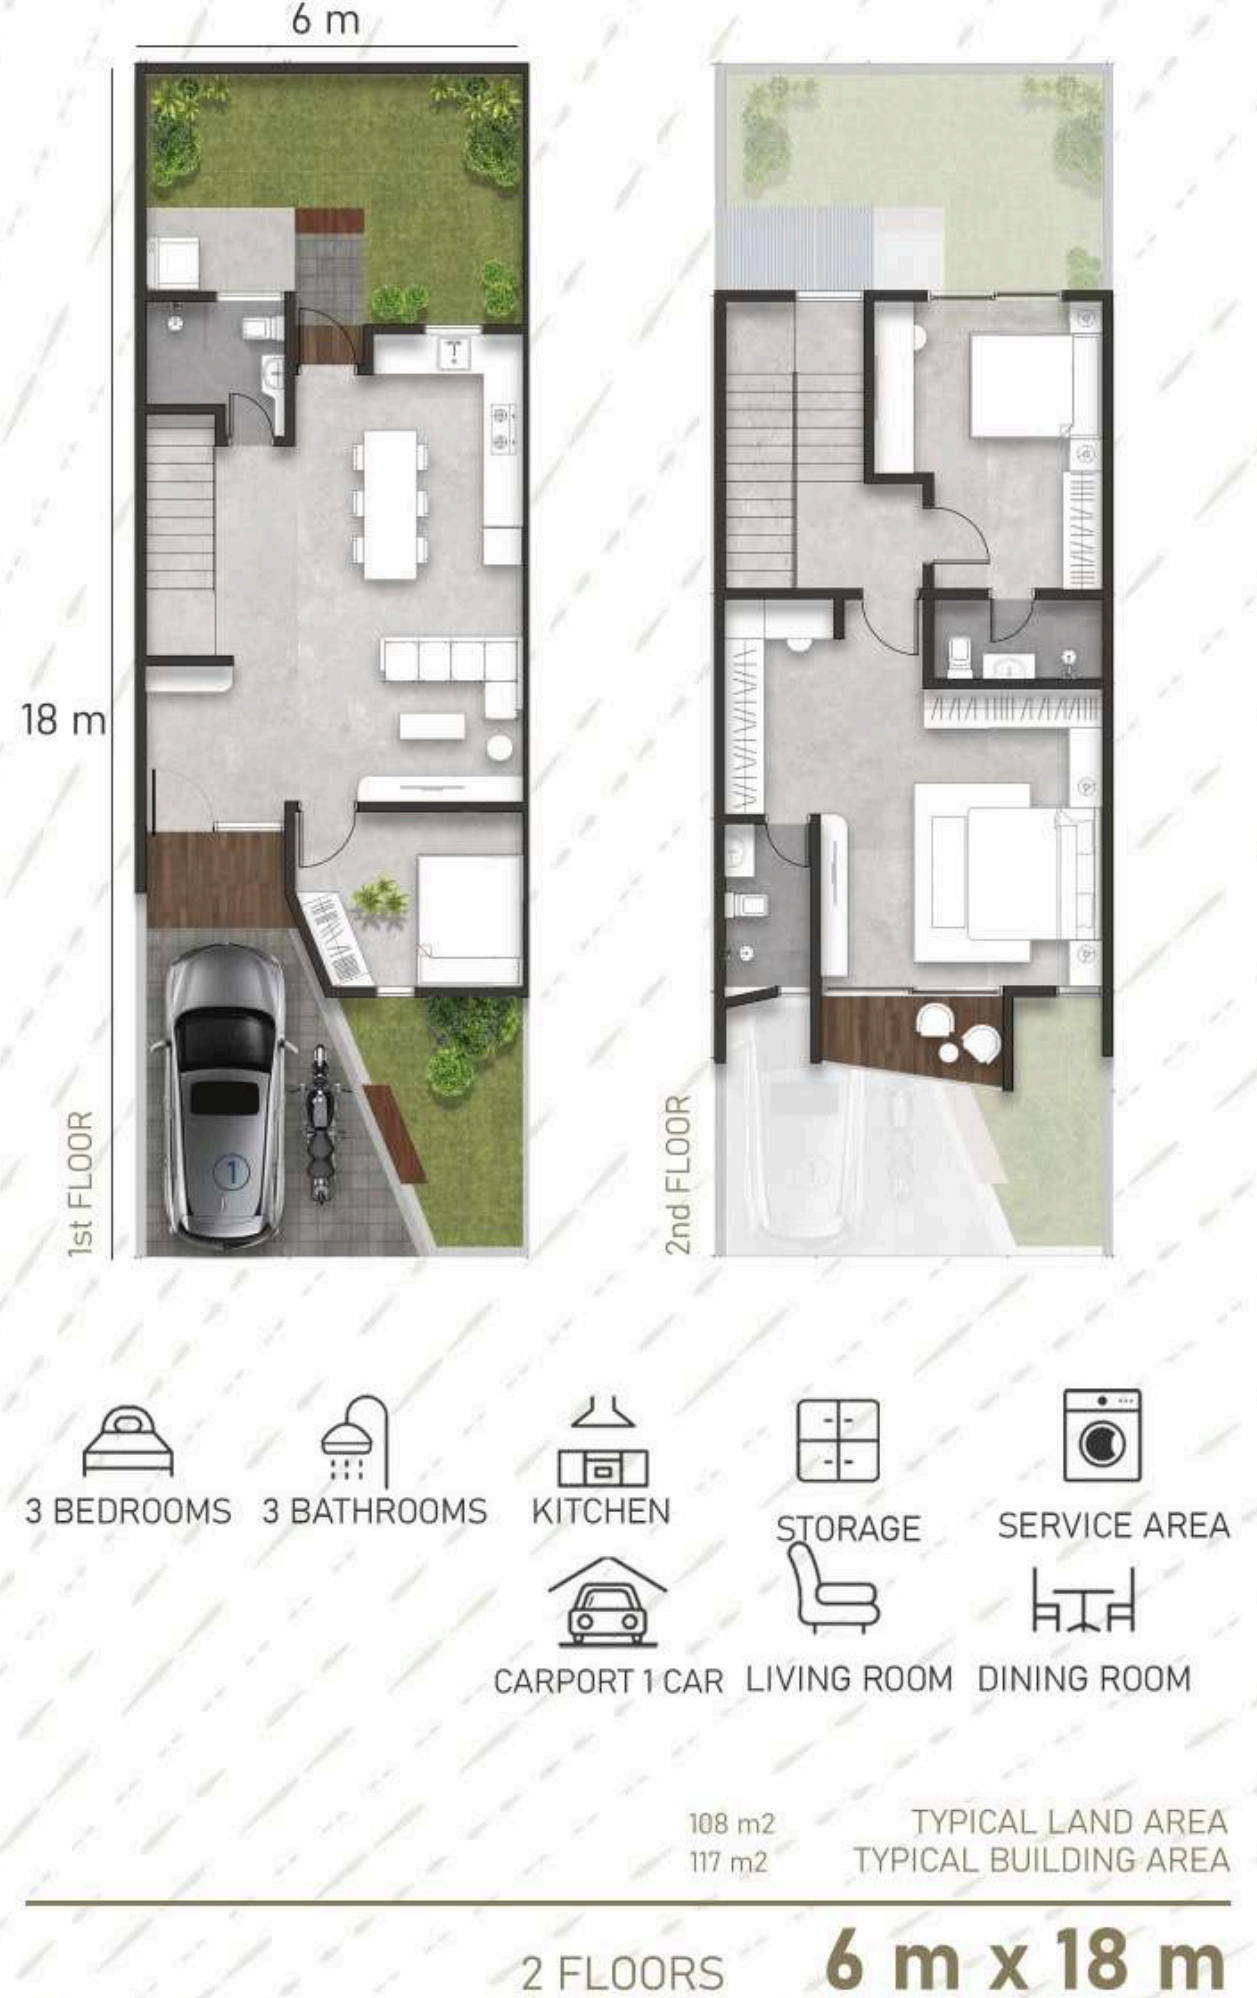 6 m
18 m
1st FLOOR
2nd FLOOR
1
3 BEDROOMS
3 BATHROOMS
KITCHEN
STORAGE
SERVICE AREA
CARPORT 1 CAR
LIVING ROOM
DINING ROOM
108 m2 TYPICAL LAND AREA
117 m2 TYPICAL BUILDING AREA
2 FLOORS 6 m x 18 m